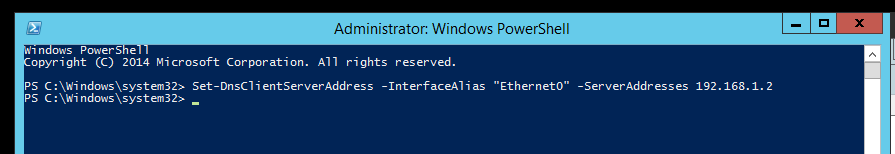 Administrator: Windows PowerShell
Windows PowerShell
Copyright (C) 2014 Microsoft Corporation. All rights reserved.
PS C:\Windows\system32> Set-DnsClientServerAddress -InterfaceAlias "Ethernet0" -ServerAddresses 192.168.1.2
PS C:\Windows\system32>